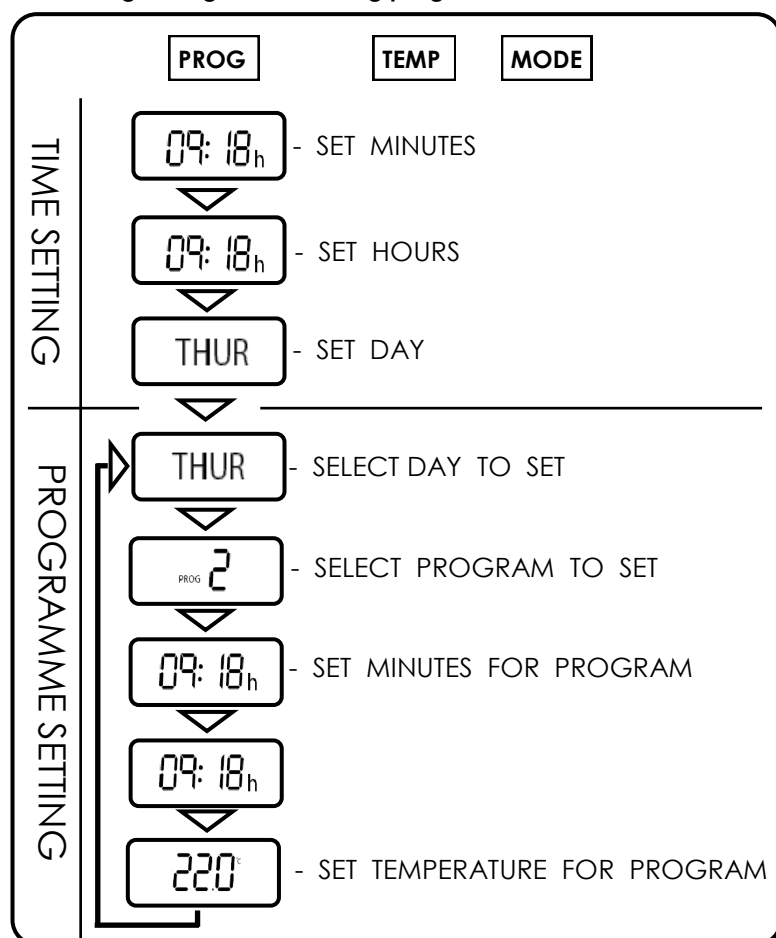 PROG TEMP MODE
TIME SETTING
09:18h - SET MINUTES
09:18h - SET HOURS
THUR - SET DAY
PROGRAMME SETTING
THUR - SELECT DAY TO SET
PROG 2 - SELECT PROGRAM TO SET
09:18h - SET MINUTES FOR PROGRAM
09:18h
22.0°C - SET TEMPERATURE FOR PROGRAM